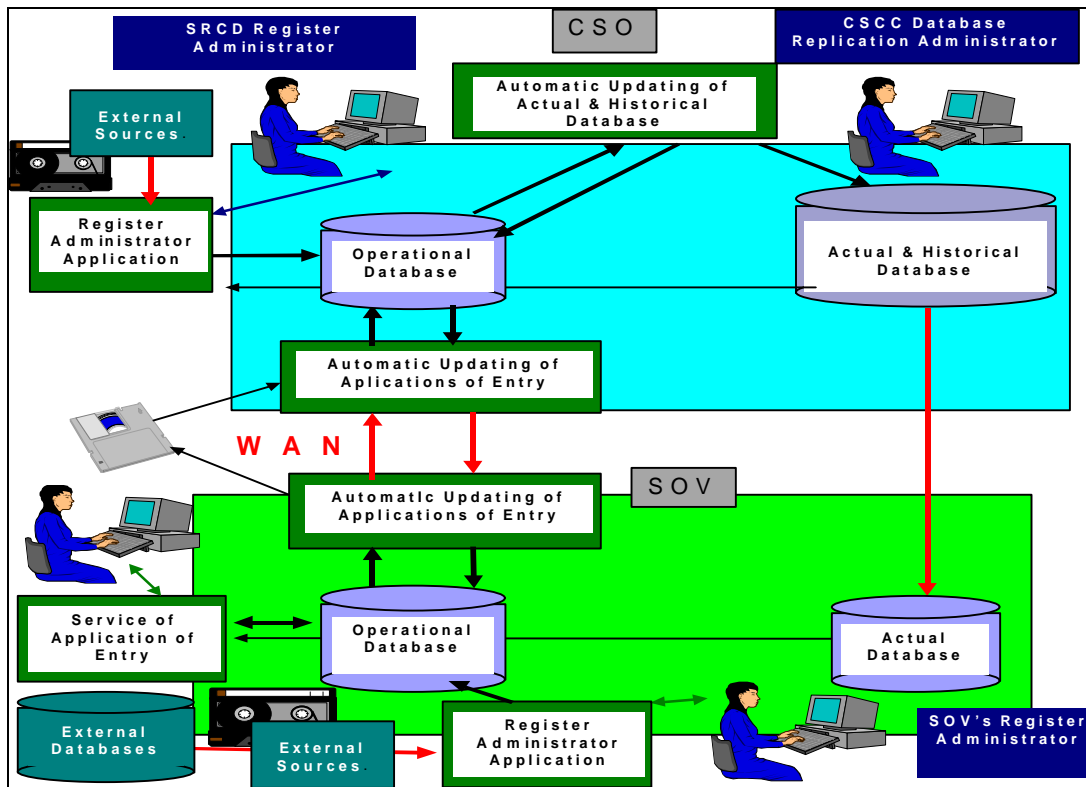 SRCD Register
Administrator
CSO
CSCC Database
Replication Administrator
Automatic Updating of
Actual & Historical
Database
External
Sources.
Register
Administrator
Application
Operational
Database
Actual & Historical
Database
Automatic Updating of
Aplications of Entry
WAN
SOV
Automatic Updating of
Applications of Entry
Service of
Application of
Entry
Operational
Database
Actual
Database
External
Databases
External
Sources.
Register
Administrator
Application
SOV's Register
Administrator